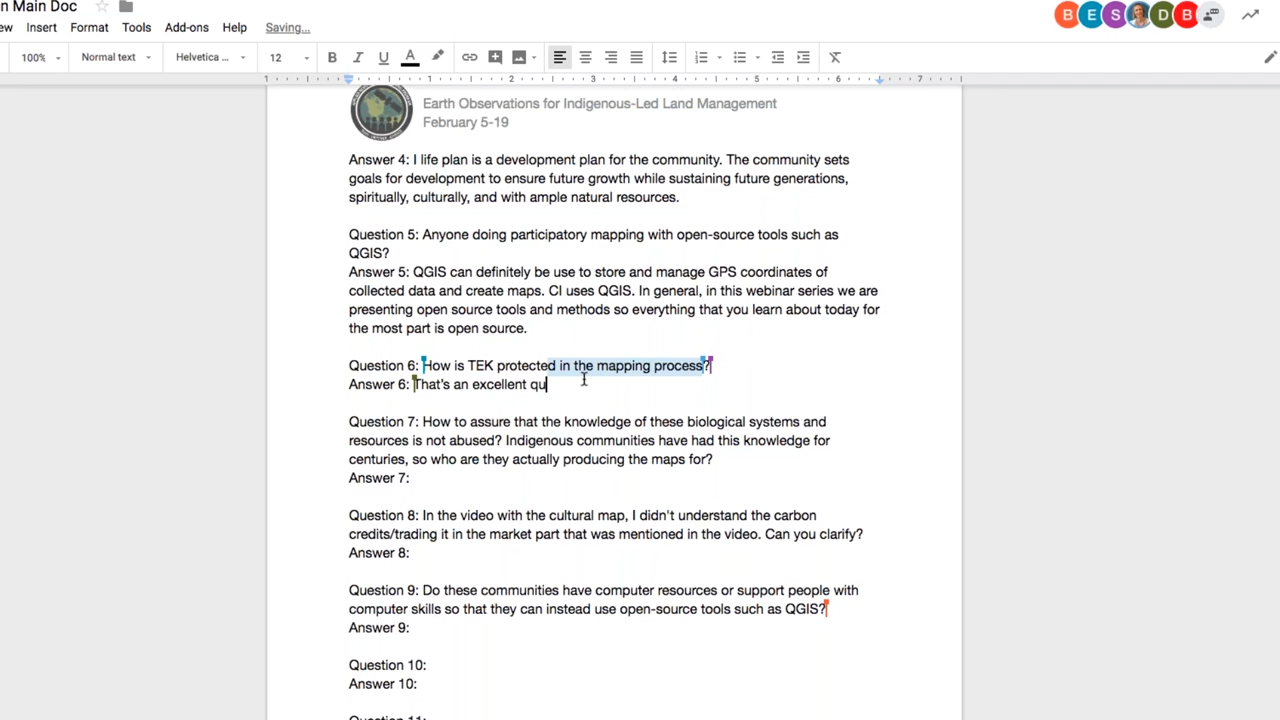 n Main Doc
ew Insert Format Tools Add-ons Help Saving...
B E S D B
100% Normal text Helvetica ... 12 B I U A
1 1 2 3 4 5 6 7
Earth Observations for Indigenous-Led Land Management
February 5-19
Answer 4: I life plan is a development plan for the community. The community sets
goals for development to ensure future growth while sustaining future generations,
spiritually, culturally, and with ample natural resources.
Question 5: Anyone doing participatory mapping with open-source tools such as
QGIS?
Answer 5: QGIS can definitely be use to store and manage GPS coordinates of
collected data and create maps. CI uses QGIS. In general, in this webinar series we are
presenting open source tools and methods so everything that you learn about today for
the most part is open source.
Question 6: How is TEK protected in the mapping process?
Answer 6: That's an excellent qu
Question 7: How to assure that the knowledge of these biological systems and
resources is not abused? Indigenous communities have had this knowledge for
centuries, so who are they actually producing the maps for?
Answer 7:
Question 8: In the video with the cultural map, I didn't understand the carbon
credits/trading it in the market part that was mentioned in the video. Can you clarify?
Answer 8:
Question 9: Do these communities have computer resources or support people with
computer skills so that they can instead use open-source tools such as QGIS?
Answer 9:
Question 10:
Answer 10:
Question 11: